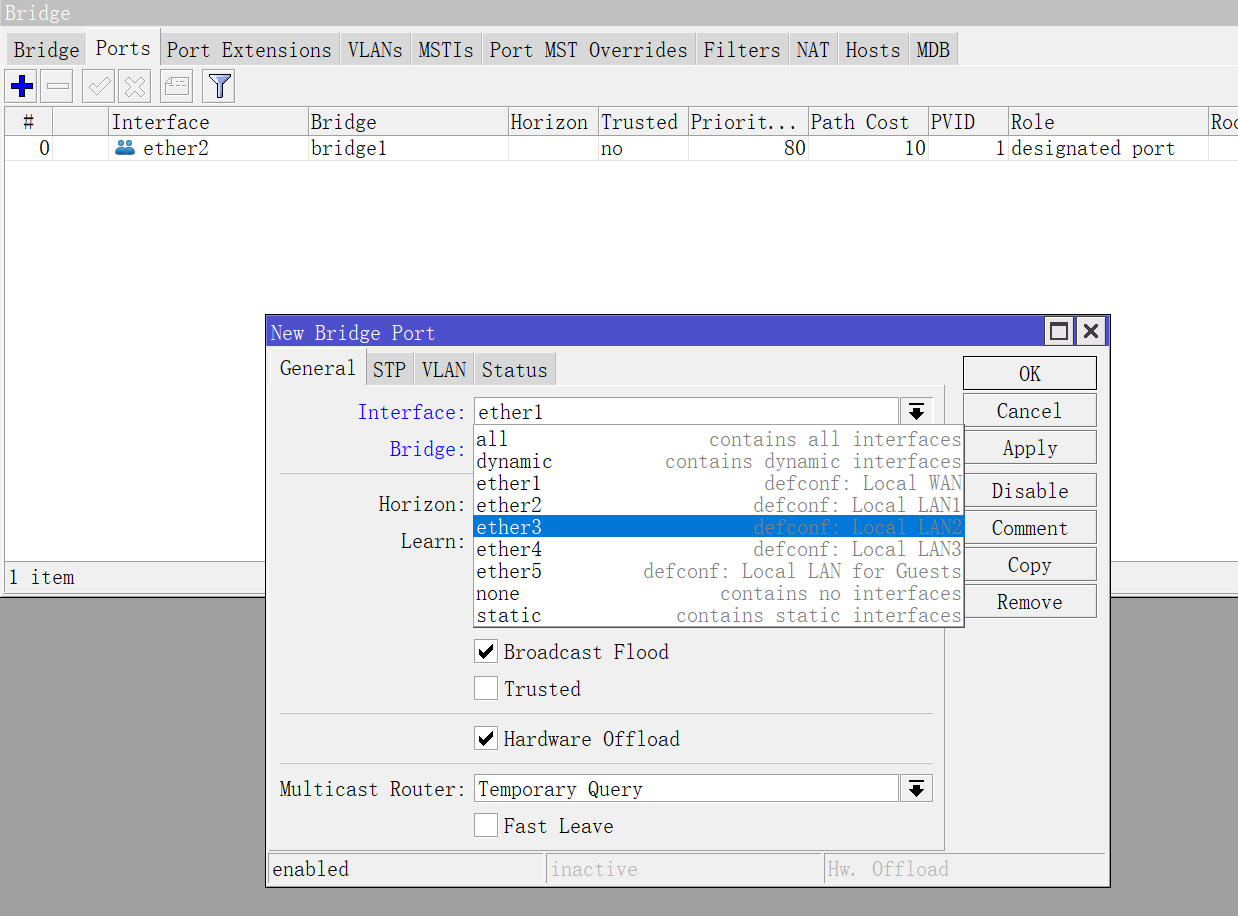 Bridge
Bridge Ports Port Extensions VLANs MSTIs Port MST Overrides Filters NAT Hosts MDB
# Interface Bridge Horizon Trusted Priorit... Path Cost PVID Role Roo
0 ether2 bridge1 no 80 10 1 designated port
New Bridge Port
General STP VLAN Status
OK
Interface: ether1
Cancel
all contains all interfaces
Bridge:
Apply
dynamic contains dynamic interfaces
ether1 defconf: Local WAN
Disable
ether2 defconf: Local LAN1
Horizon:
ether3 defconf: Local LAN2
Comment
Learn:
ether4 defconf: Local LAN3
Copy
ether5 defconf: Local LAN for Guests
1 item
none contains no interfaces
Remove
static contains static interfaces
Broadcast Flood
Trusted
Hardware Offload
Multicast Router: Temporary Query
Fast Leave
enabled inactive Hw. Offload